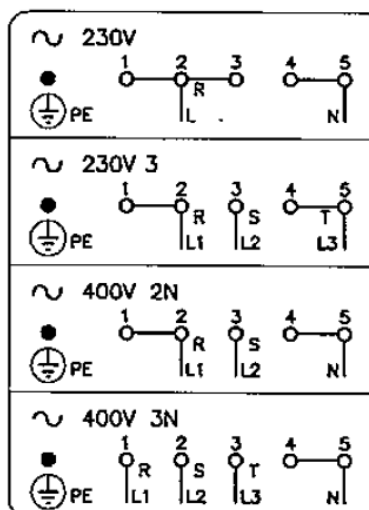 ∼ 230V
1 2 3 4 5
R
PE L N
∼ 230V 3
1 2 3 4 5
R S T
PE L1 L2 L3
∼ 400V 2N
1 2 3 4 5
R S
PE L1 L2 N
∼ 400V 3N
1 2 3 4 5
R S T
PE L1 L2 L3 N